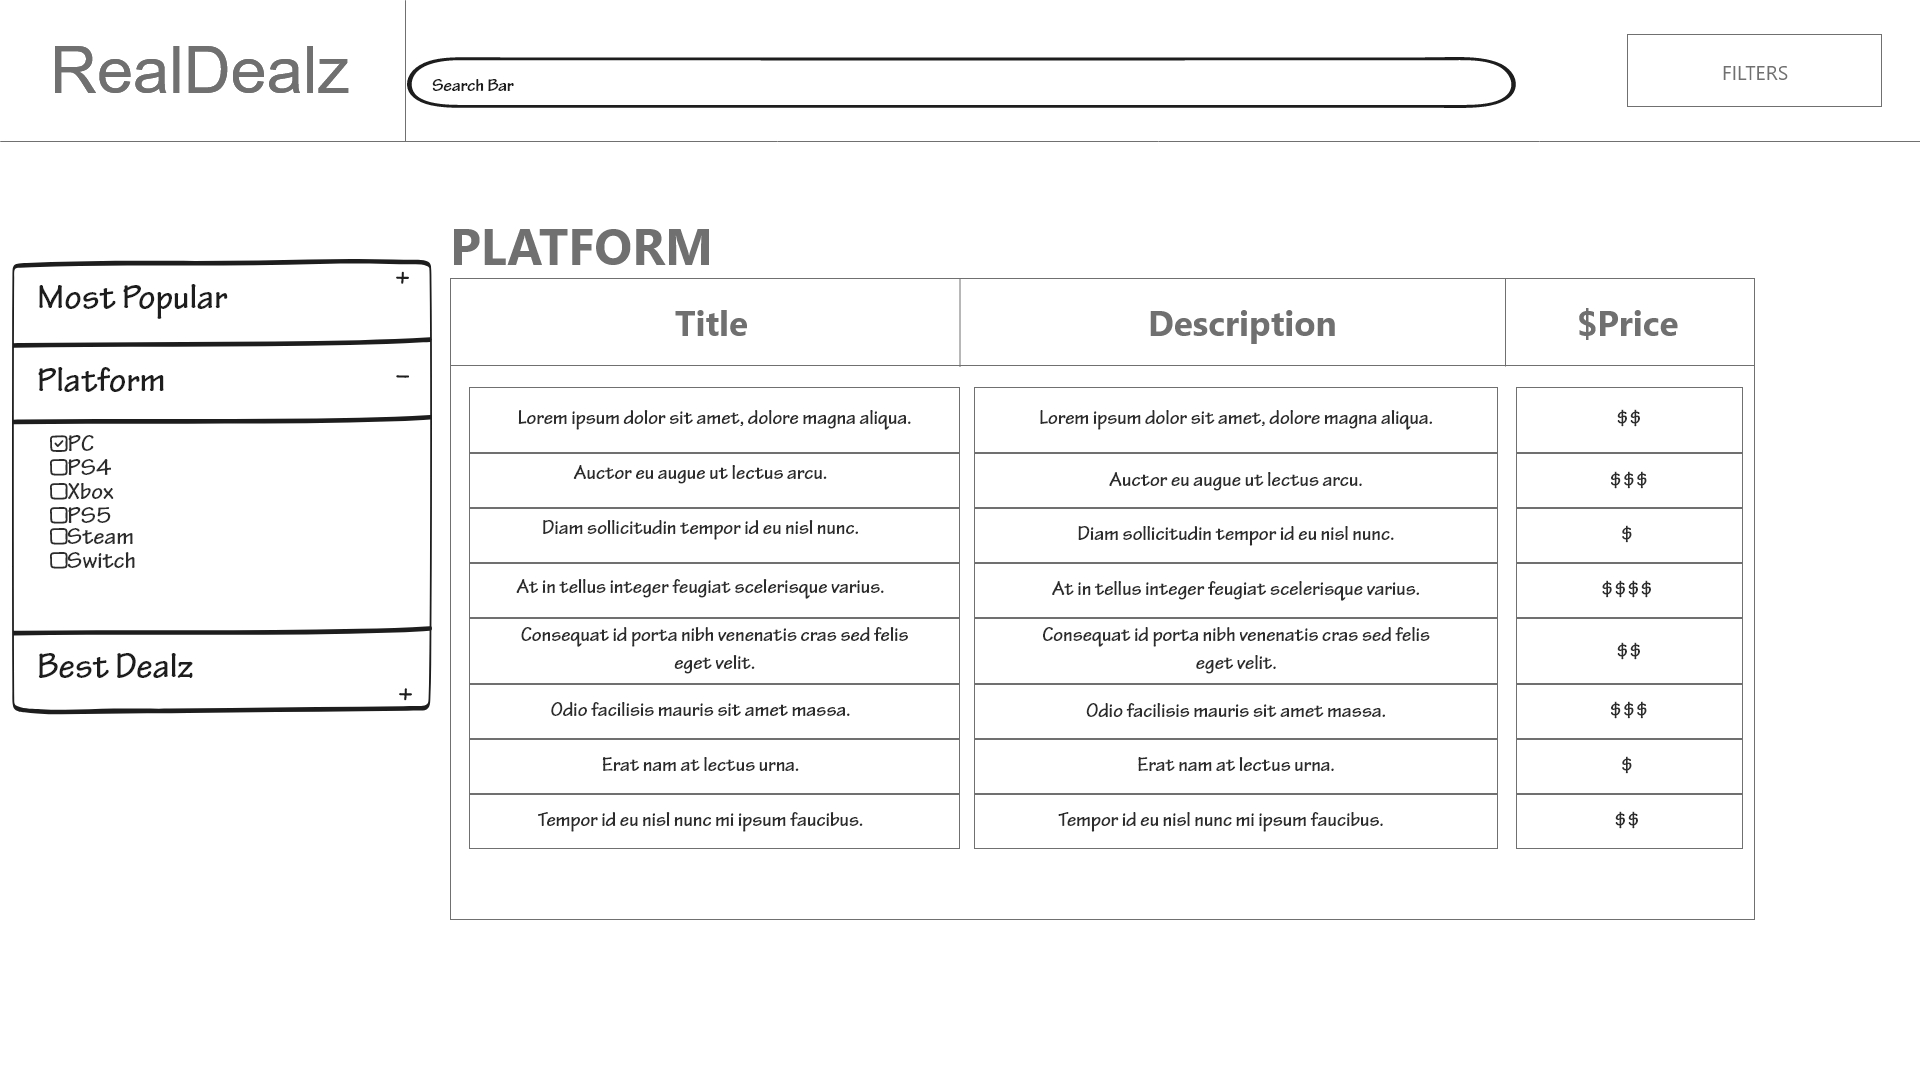 RealDealz
Search Bar
FILTERS
Most Popular
+
Platform
−
PC
PS4
Xbox
PS5
Steam
Switch
Best Dealz
+
PLATFORM
Title
Description
$Price
Lorem ipsum dolor sit amet, dolore magna aliqua.
Lorem ipsum dolor sit amet, dolore magna aliqua.
$$
Auctor eu augue ut lectus arcu.
Auctor eu augue ut lectus arcu.
$$$
Diam sollicitudin tempor id eu nisl nunc.
Diam sollicitudin tempor id eu nisl nunc.
$
At in tellus integer feugiat scelerisque varius.
At in tellus integer feugiat scelerisque varius.
$$$$
Consequat id porta nibh venenatis cras sed felis
eget velit.
Consequat id porta nibh venenatis cras sed felis
eget velit.
$$
Odio facilisis mauris sit amet massa.
Odio facilisis mauris sit amet massa.
$$$
Erat nam at lectus urna.
Erat nam at lectus urna.
$
Tempor id eu nisl nunc mi ipsum faucibus.
Tempor id eu nisl nunc mi ipsum faucibus.
$$